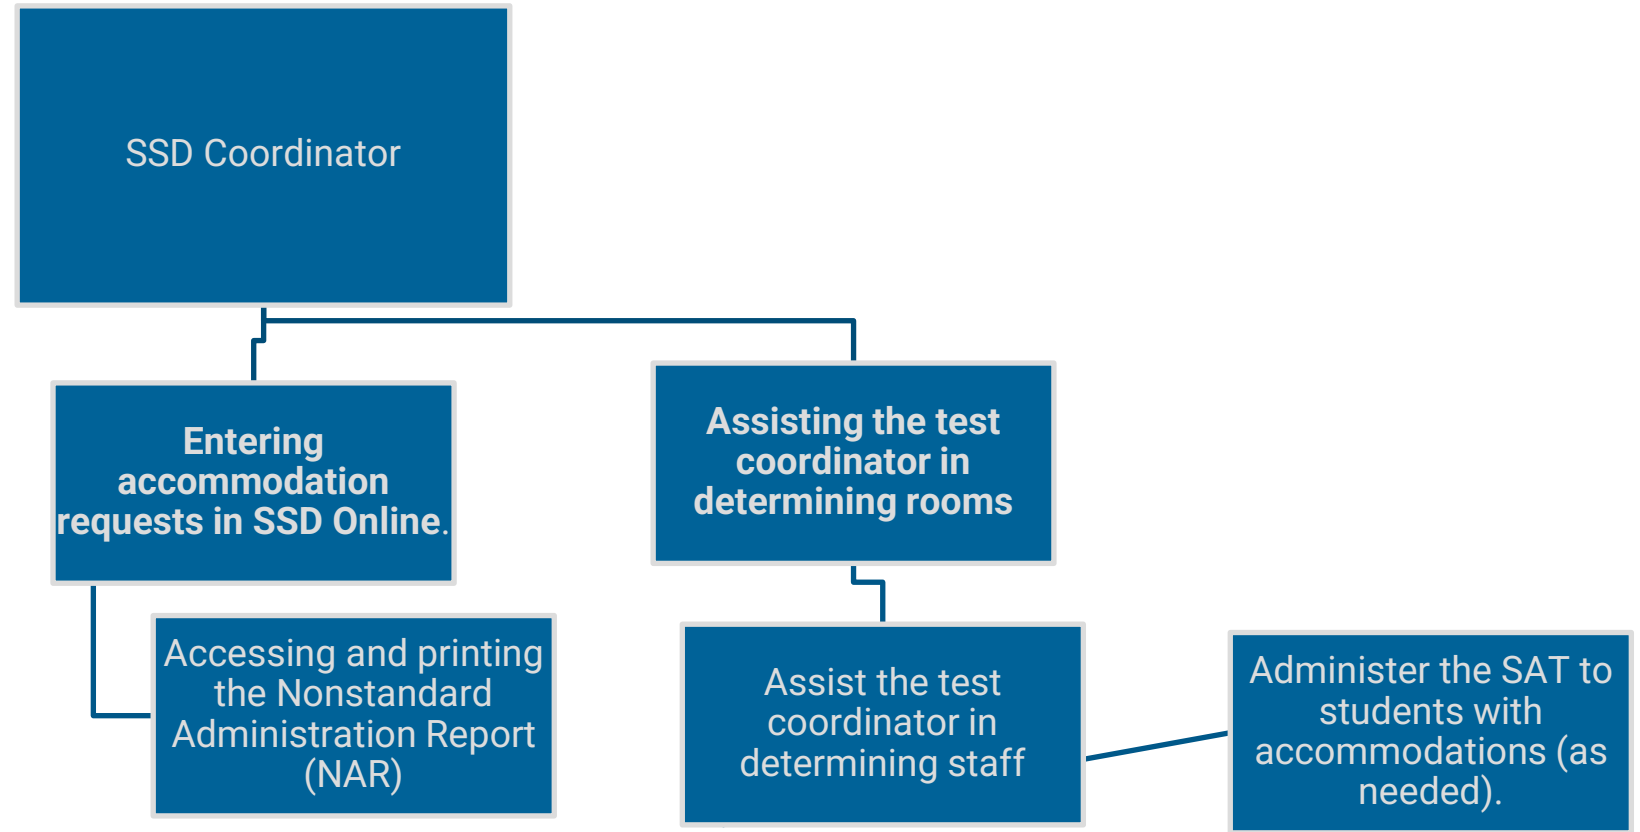 SSD Coordinator
Entering
accommodation
requests in SSD Online.
Assisting the test
coordinator in
determining rooms
Accessing and printing
the Nonstandard
Administration Report
(NAR)
Assist the test
coordinator in
determining staff
Administer the SAT to
students with
accommodations (as
needed).